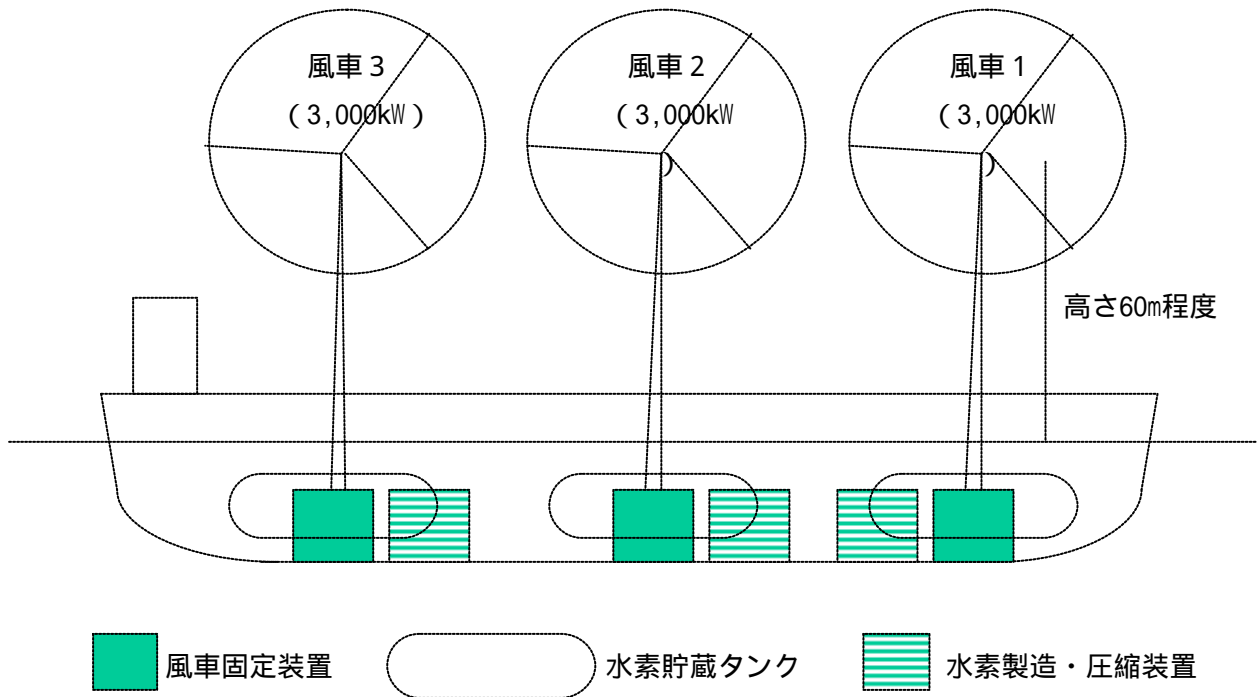 風車３
（3,000㎾）
風車２
（3,000㎾
）
風車１
（3,000㎾
）
高さ60ｍ程度
風車固定装置
水素貯蔵タンク
水素製造・圧縮装置